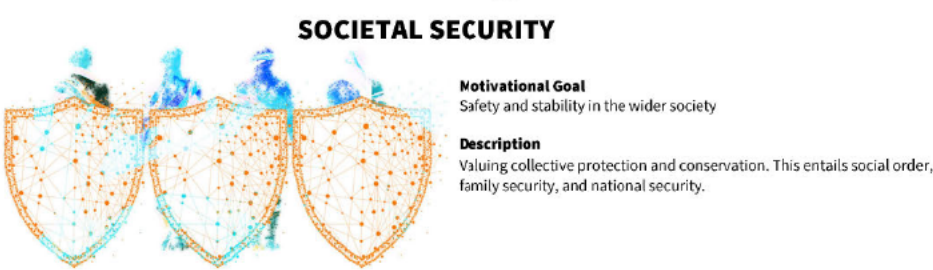 SOCIETAL SECURITY
Motivational Goal
Safety and stability in the wider society
Description
Valuing collective protection and conservation. This entails social order,
family security, and national security.